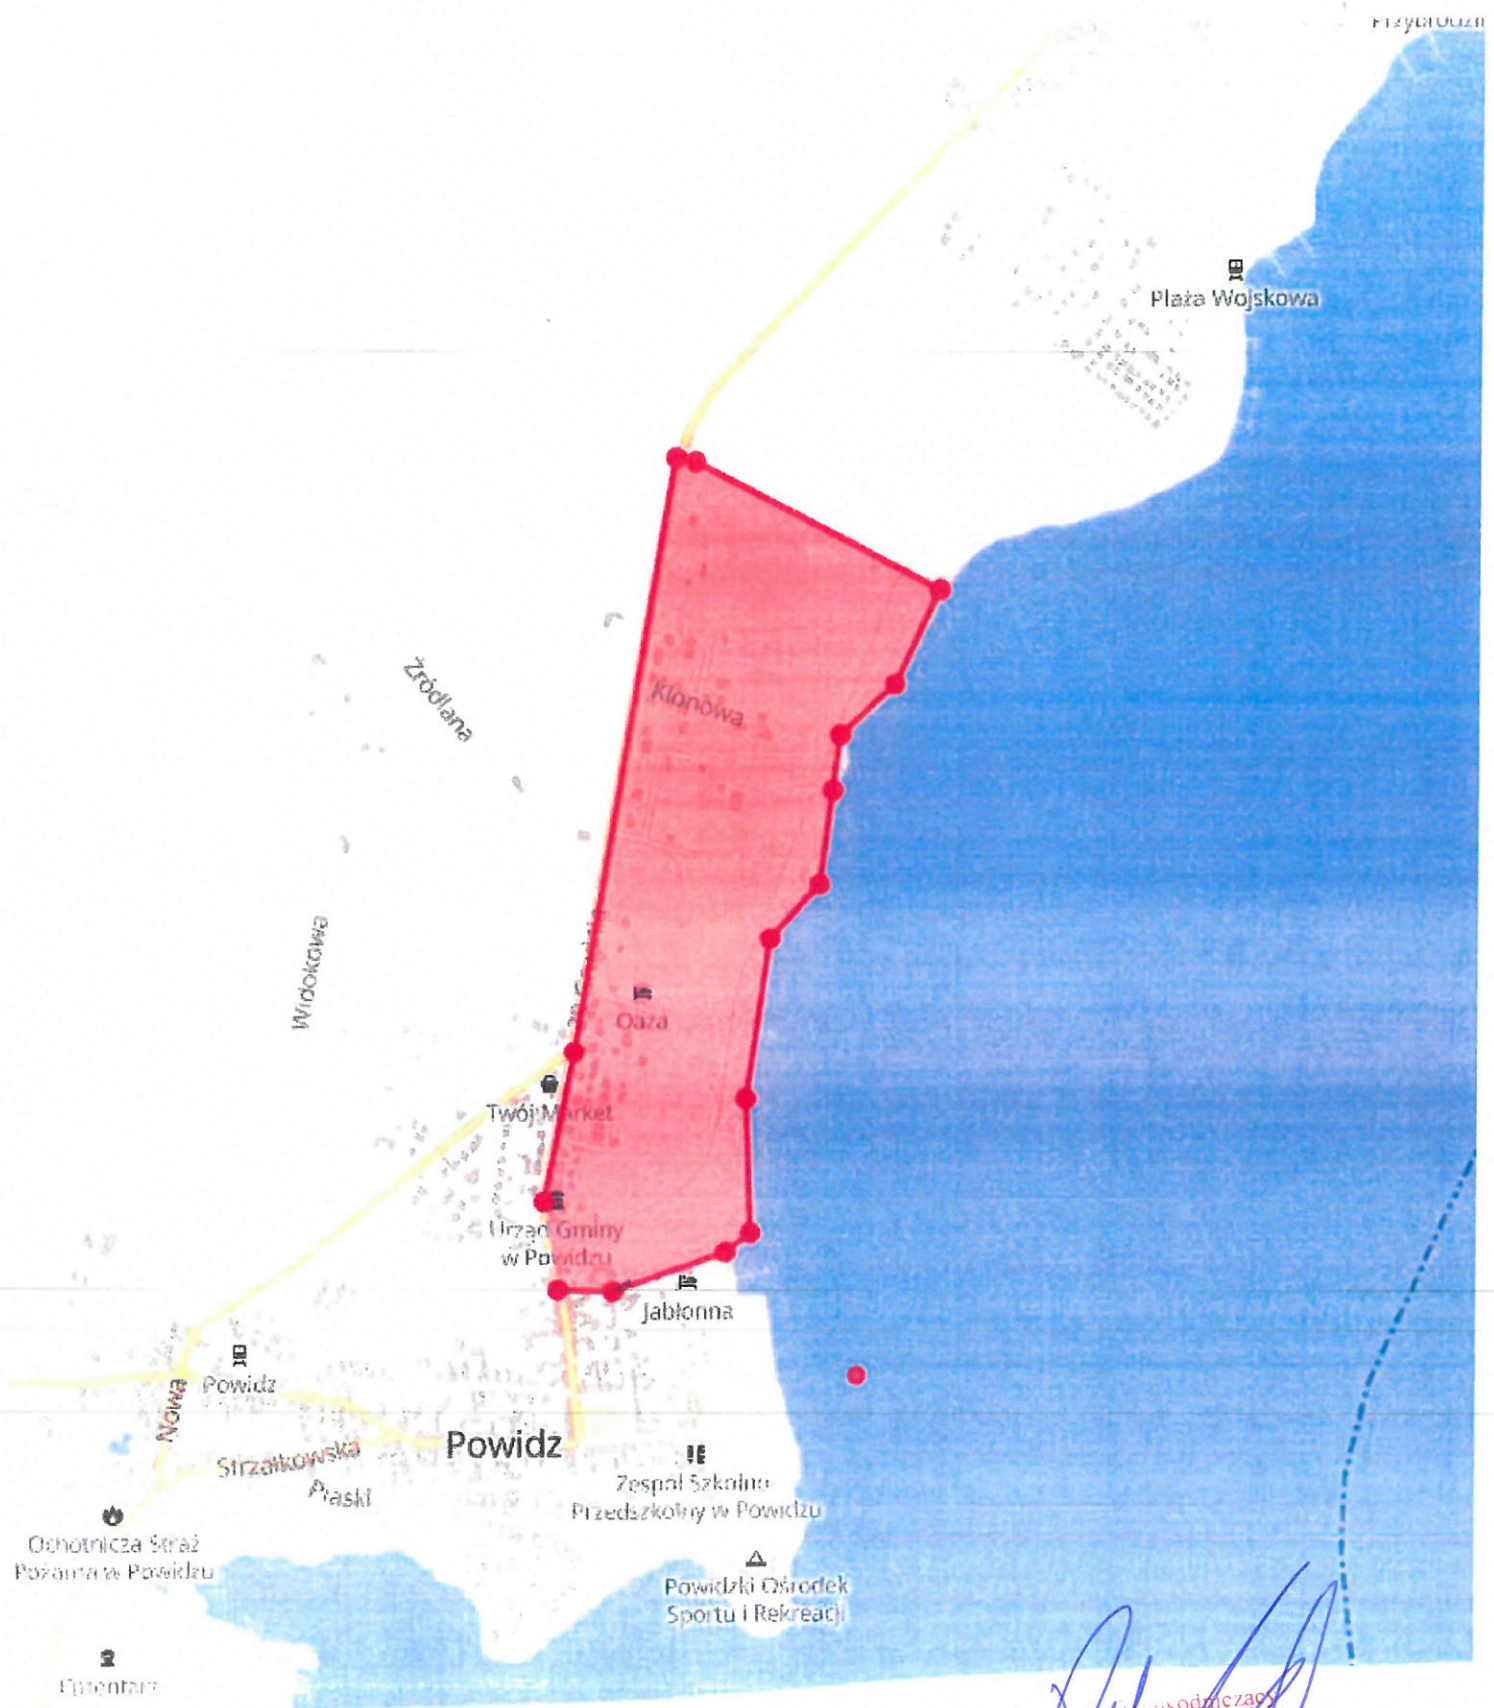 Plaża Wojskowa
Źródlana
Klonowa
Widokowa
Oaza
Twój Market
Urząd Gminy
w Powidzu
Jabłonna
Powidz
Nowa
Powidz
Strzałkowska
Piaski
Zespół Szkolno
Przedszkolny w Powidzu
Ochotnicza Straż
Pożarna w Powidzu
Powidzki Ośrodek
Sportu i Rekreacji
Cmentarz